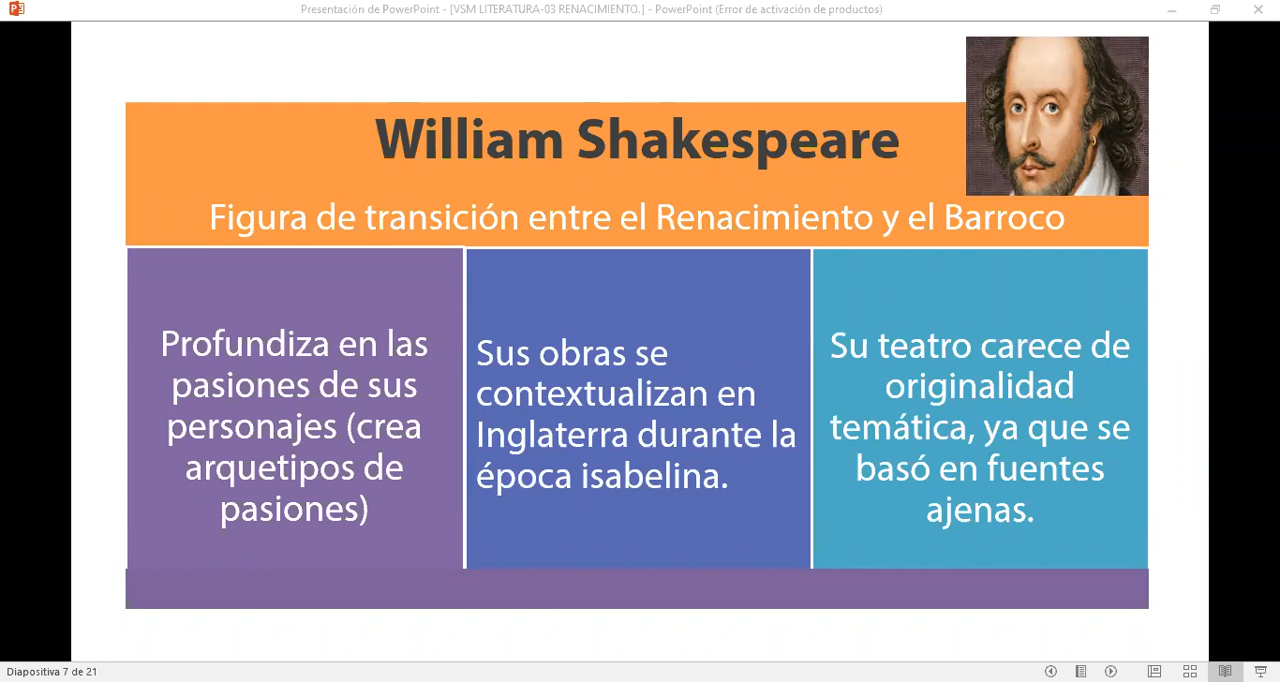 Presentación de PowerPoint - [VSM LITERATURA-03 RENACIMIENTO.] - PowerPoint (Error de activación de productos)
William Shakespeare
Figura de transición entre el Renacimiento y el Barroco
Profundiza en las
pasiones de sus
personajes (crea
arquetipos de
pasiones)
Sus obras se
contextualizan en
Inglaterra durante la
época isabelina.
Su teatro carece de
originalidad
temática, ya que se
basó en fuentes
ajenas.
Diapositiva 7 de 21